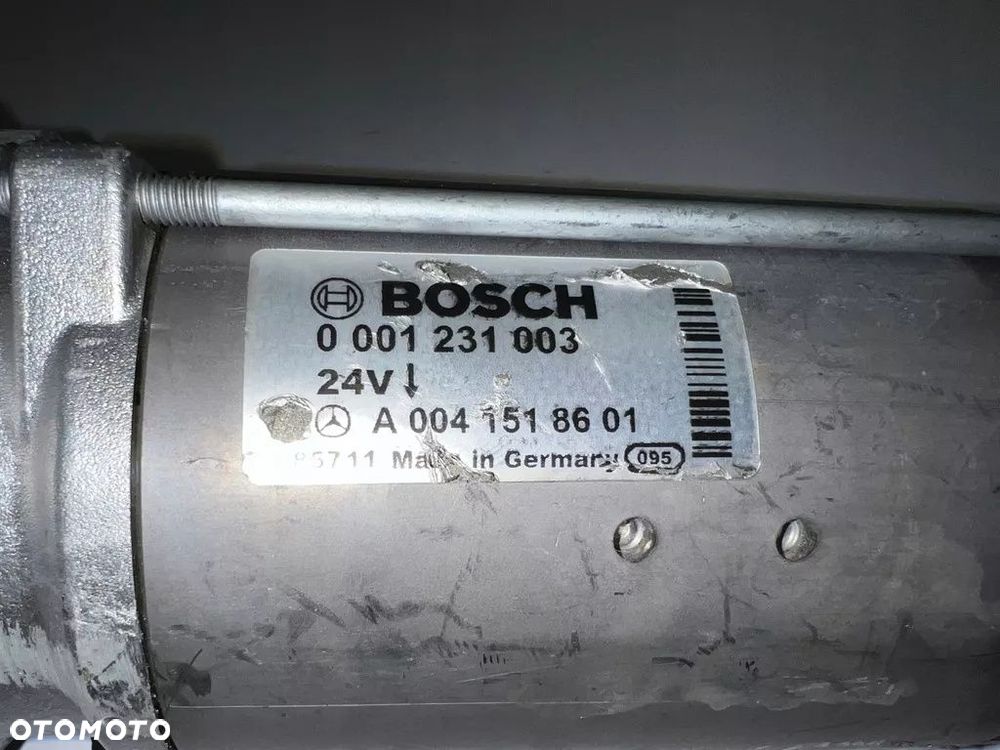 BOSCH
0 001 231 003
24V↓
A 004 151 86 01
in Germany 095
OTOMOTO